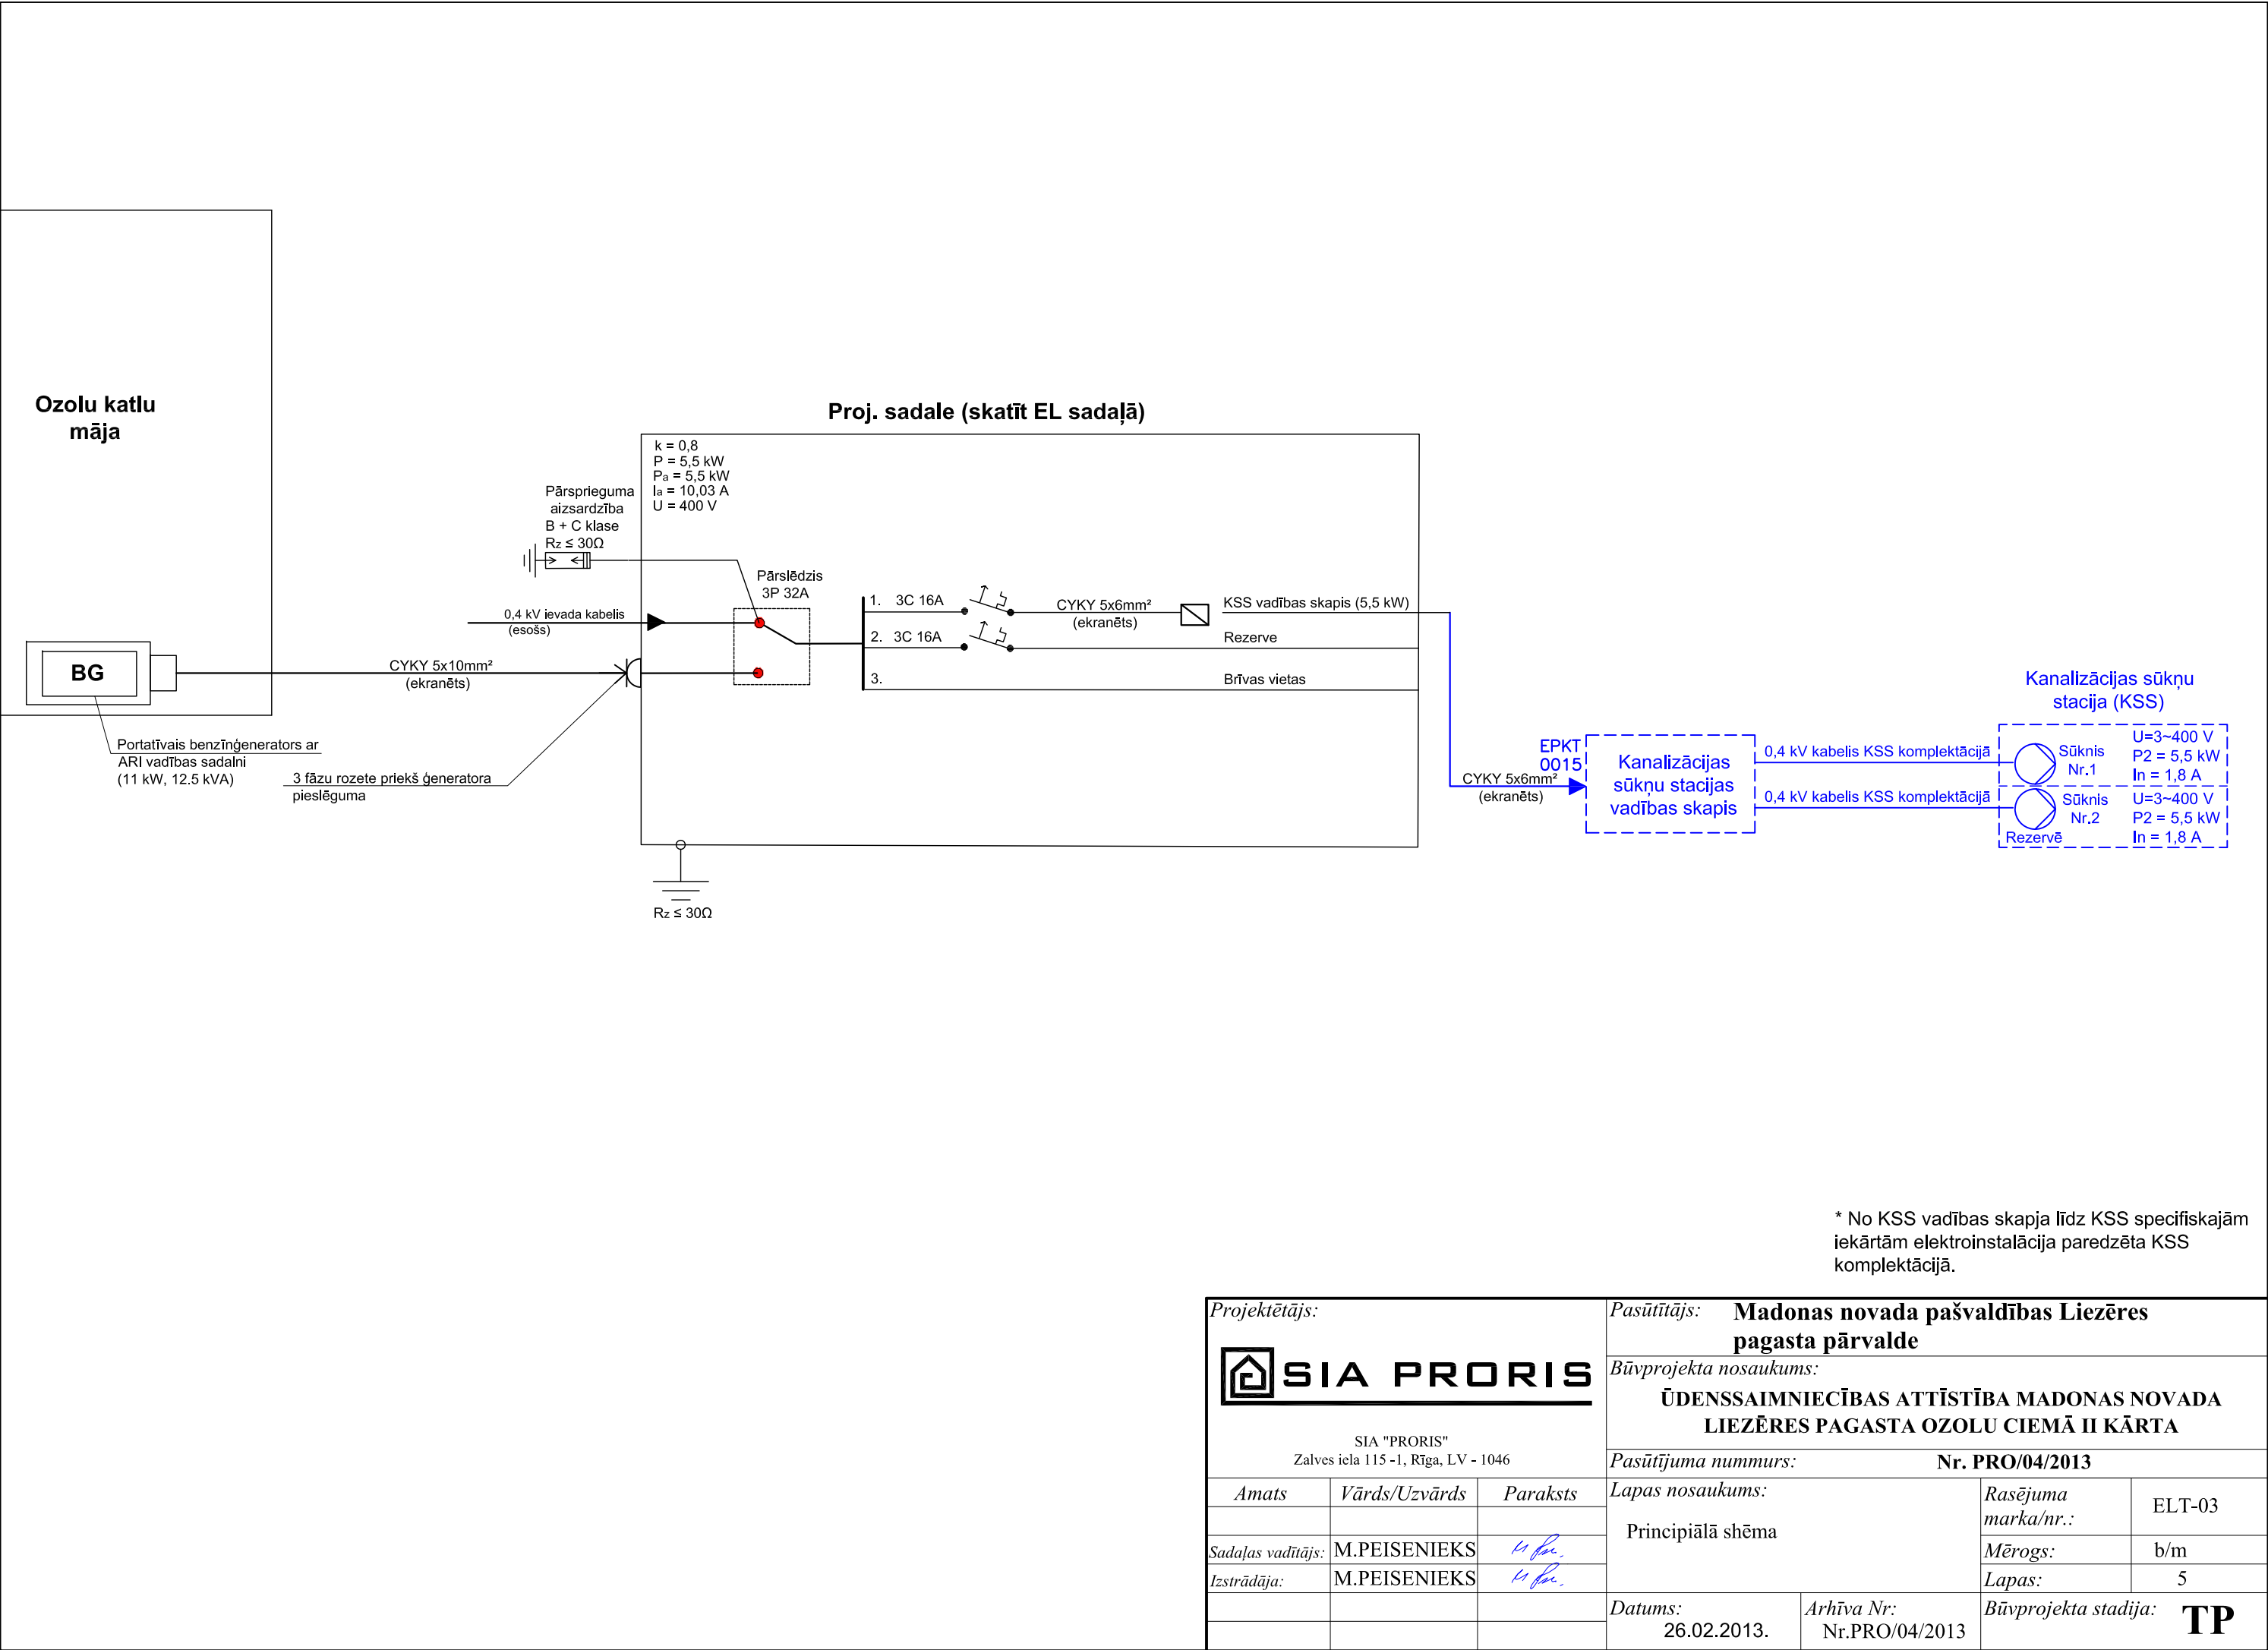 Ozolu katlu
māja
BG
Portatīvais benzīnģenerators ar
ARI vadības sadalni
(11 kW, 12.5 kVA)
CYKY 5x10mm²
(ekranēts)
3 fāzu rozete priekš ģeneratora
pieslēguma
0,4 kV ievada kabelis
(esošs)
Pārsprieguma
aizsardzība
B + C klase
Rz ≤ 30Ω
Proj. sadale (skatīt EL sadaļā)
k = 0,8
P = 5,5 kW
Pa = 5,5 kW
Ia = 10,03 A
U = 400 V
Pārslēdzis
3P 32A
1. 3C 16A
CYKY 5x6mm²
(ekranēts)
KSS vadības skapis (5,5 kW)
2. 3C 16A
Rezerve
3.
Brīvas vietas
Rz ≤ 30Ω
CYKY 5x6mm²
(ekranēts)
EPKT
0015
Kanalizācijas
sūkņu stacijas
vadības skapis
0,4 kV kabelis KSS komplektācijā
0,4 kV kabelis KSS komplektācijā
Kanalizācijas sūkņu
stacija (KSS)
Sūknis
Nr.1
U=3~400 V
P2 = 5,5 kW
In = 1,8 A
Sūknis
Nr.2
Rezervē
U=3~400 V
P2 = 5,5 kW
In = 1,8 A
* No KSS vadības skapja līdz KSS specifiskajām
iekārtām elektroinstalācija paredzēta KSS
komplektācijā.
Projektētājs:
SIA PRORIS
SIA "PRORIS"
Zalves iela 115 -1, Rīga, LV - 1046
Pasūtītājs: Madonas novada pašvaldības Liezēres
pagasta pārvalde
Būvprojekta nosaukums:
ŪDENSSAIMNIECĪBAS ATTĪSTĪBA MADONAS NOVADA
LIEZĒRES PAGASTA OZOLU CIEMĀ II KĀRTA
Pasūtījuma nummurs: Nr. PRO/04/2013
Amats Vārds/Uzvārds Paraksts
Sadaļas vadītājs: M.PEISENIEKS
Izstrādāja: M.PEISENIEKS
Lapas nosaukums:
Principiālā shēma
Rasējuma
marka/nr.: ELT-03
Mērogs: b/m
Lapas: 5
Datums:
26.02.2013.
Arhīva Nr:
Nr.PRO/04/2013
Būvprojekta stadija: TP